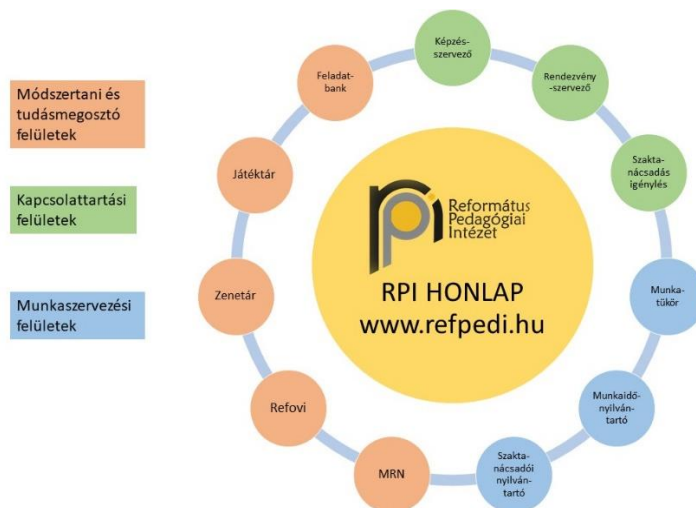 Módszertani és
tudásmegosztó
felületek
Kapcsolattartási
felületek
Munkaszervezési
felületek
Képzés-
szervező
Rendezvény
-szervező
Szakta-
nácsadás
igénylés
Munka-
tükör
Munkaidő-
nyilván-
tartó
Szakta-
nácsadói
nyilván-
tartó
MRN
Refovi
Zenetár
Játéktár
Feladat-
bank
Református
Pedagógiai
Intézet
RPI HONLAP
www.refpedi.hu